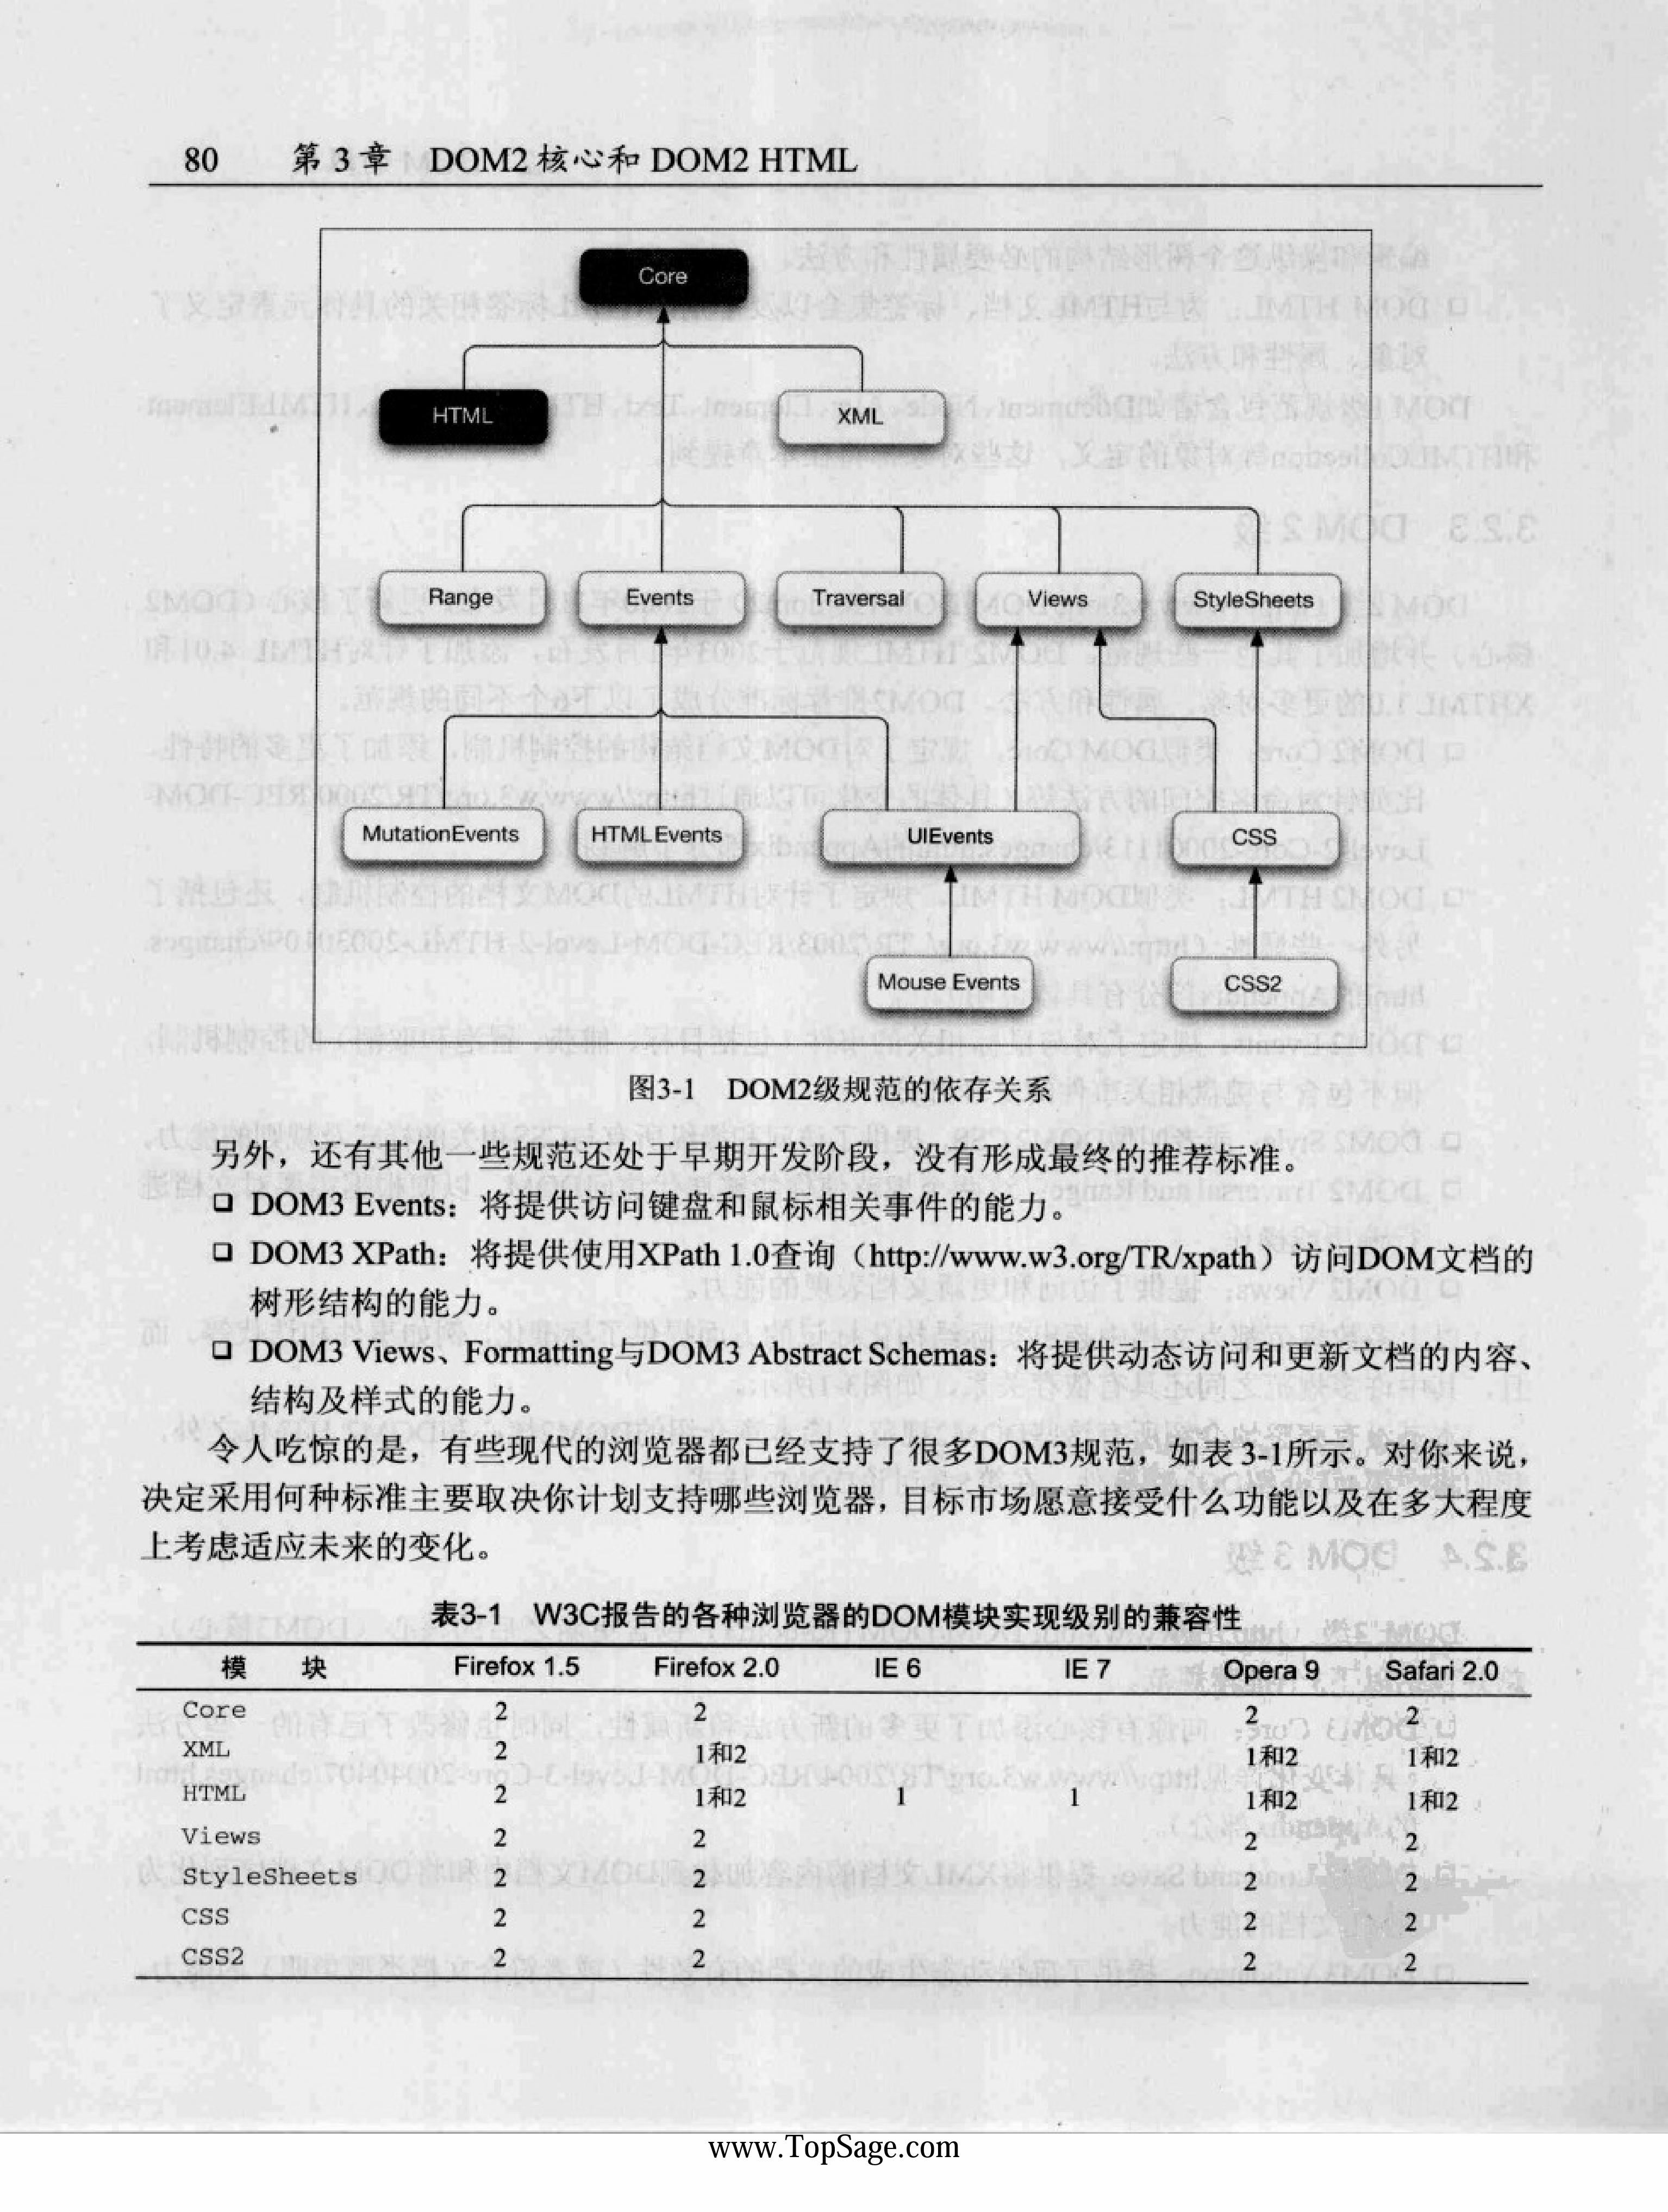 80 第 3 章 DOM2 核心和 DOM2 HTML
Core
HTML XML
Range Events Traversal Views StyleSheets
MutationEvents HTMLEvents UIEvents CSS
Mouse Events CSS2
图3-1 DOM2级规范的依存关系
另外，还有其他一些规范还处于早期开发阶段，没有形成最终的推荐标准。
❑ DOM3 Events：将提供访问键盘和鼠标相关事件的能力。
❑ DOM3 XPath：将提供使用XPath 1.0查询（http://www.w3.org/TR/xpath）访问DOM文档的
树形结构的能力。
❑ DOM3 Views、Formatting与DOM3 Abstract Schemas：将提供动态访问和更新文档的内容、
结构及样式的能力。
令人吃惊的是，有些现代的浏览器都已经支持了很多DOM3规范，如表 3-1所示。对你来说，
决定采用何种标准主要取决你计划支持哪些浏览器，目标市场愿意接受什么功能以及在多大程度
上考虑适应未来的变化。
表3-1 W3C报告的各种浏览器的DOM模块实现级别的兼容性
模 块 Firefox 1.5 Firefox 2.0 IE 6 IE 7 Opera 9 Safari 2.0
Core 2 2 2 2
XML 2 1和2 1和2 1和2
HTML 2 1和2 1 1 1和2 1和2
Views 2 2 2 2
StyleSheets 2 2 2 2
CSS 2 2 2 2
CSS2 2 2 2 2
www.TopSage.com